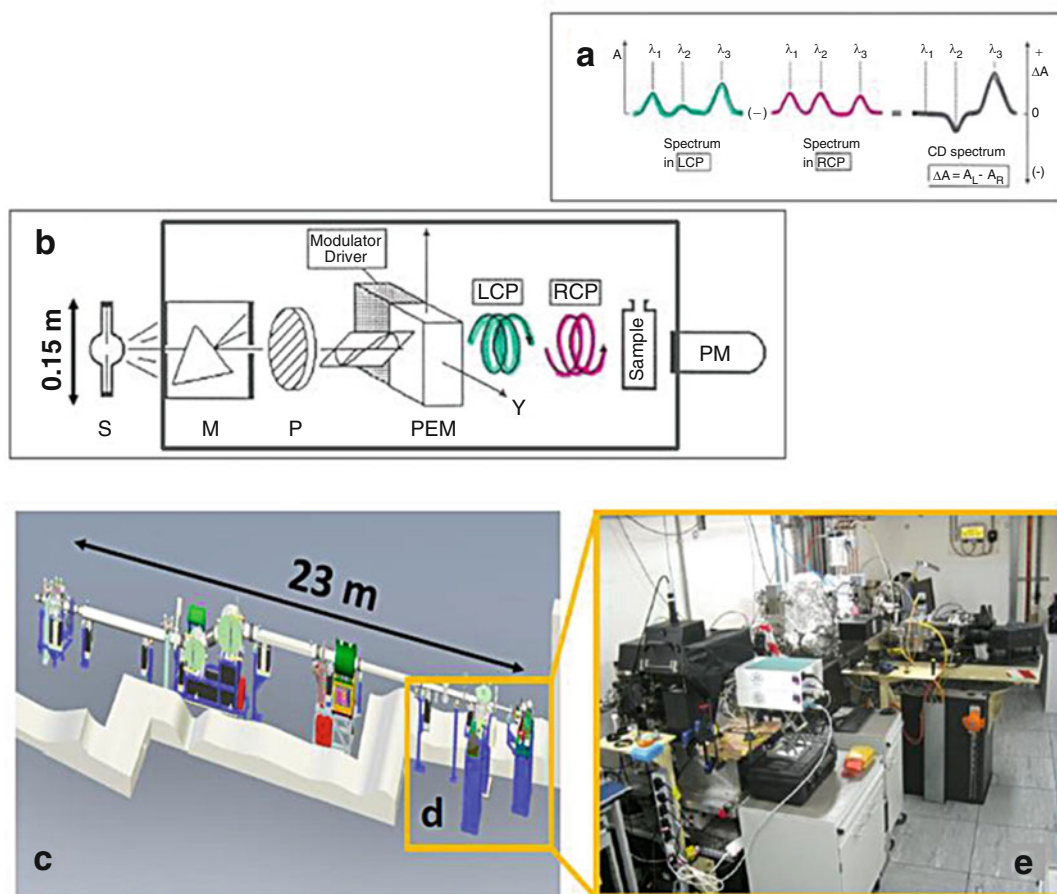 a
A
λ1 λ2 λ3
λ1 λ2 λ3
λ1 λ2 λ3
+
ΔA
0
(-)
(−)
=
Spectrum
in LCP
Spectrum
in RCP
CD spectrum
ΔA = AL - AR
b
0.15 m
Modulator
Driver
LCP
RCP
Sample
PM
Y
S
M
P
PEM
23 m
c
d
e